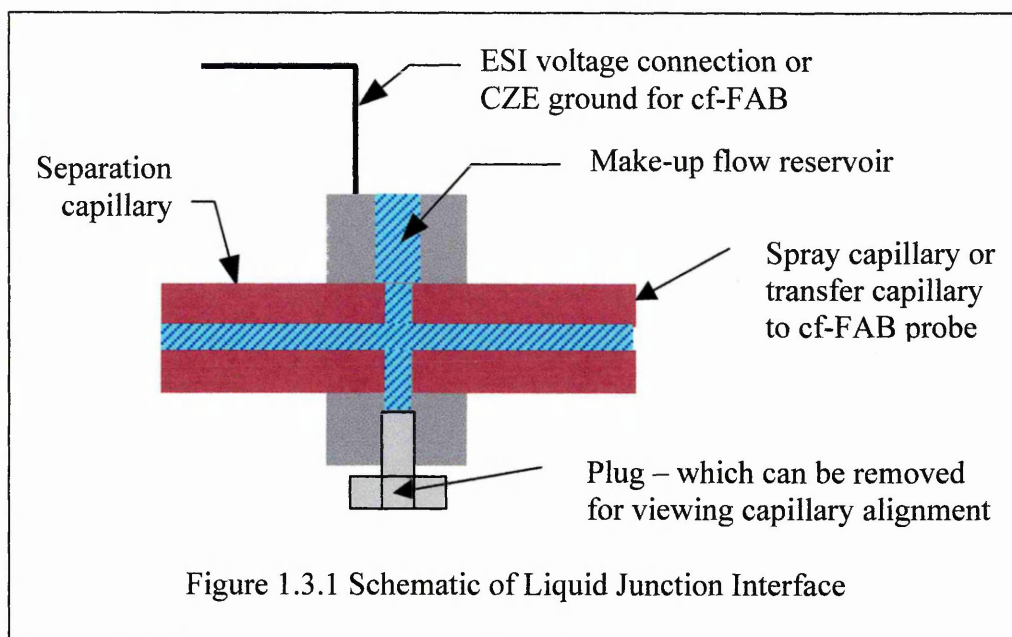 ESI voltage connection or
CZE ground for cf-FAB
Make-up flow reservoir
Separation
capillary
Spray capillary or
transfer capillary
to cf-FAB probe
Plug – which can be removed
for viewing capillary alignment
Figure 1.3.1 Schematic of Liquid Junction Interface